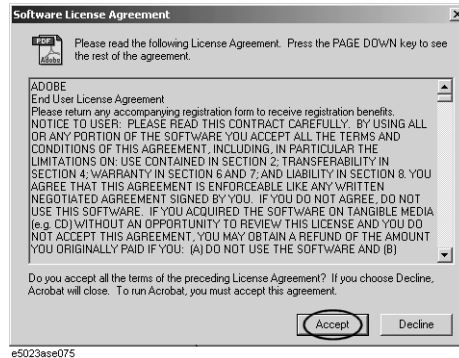 Software License Agreement
Please read the following License Agreement. Press the PAGE DOWN key to see
the rest of the agreement.
Adobe
ADOBE
End User License Agreement
Please return any accompanying registration form to receive registration benefits.
NOTICE TO USER: PLEASE READ THIS CONTRACT CAREFULLY. BY USING ALL
OR ANY PORTION OF THE SOFTWARE YOU ACCEPT ALL THE TERMS AND
CONDITIONS OF THIS AGREEMENT, INCLUDING, IN PARTICULAR THE
LIMITATIONS ON: USE CONTAINED IN SECTION 2; TRANSFERABILITY IN
SECTION 4; WARRANTY IN SECTION 6 AND 7; AND LIABILITY IN SECTION 8. YOU
AGREE THAT THIS AGREEMENT IS ENFORCEABLE LIKE ANY WRITTEN
NEGOTIATED AGREEMENT SIGNED BY YOU. IF YOU DO NOT AGREE, DO NOT
USE THIS SOFTWARE. IF YOU ACQUIRED THE SOFTWARE ON TANGIBLE MEDIA
(e.g. CD) WITHOUT AN OPPORTUNITY TO REVIEW THIS LICENSE AND YOU DO
NOT ACCEPT THIS AGREEMENT, YOU MAY OBTAIN A REFUND OF THE AMOUNT
YOU ORIGINALLY PAID IF YOU: (A) DO NOT USE THE SOFTWARE AND (B)
Do you accept all the terms of the preceding License Agreement? If you choose Decline,
Acrobat will close. To run Acrobat, you must accept this agreement.
Accept
Decline
e5023ase075